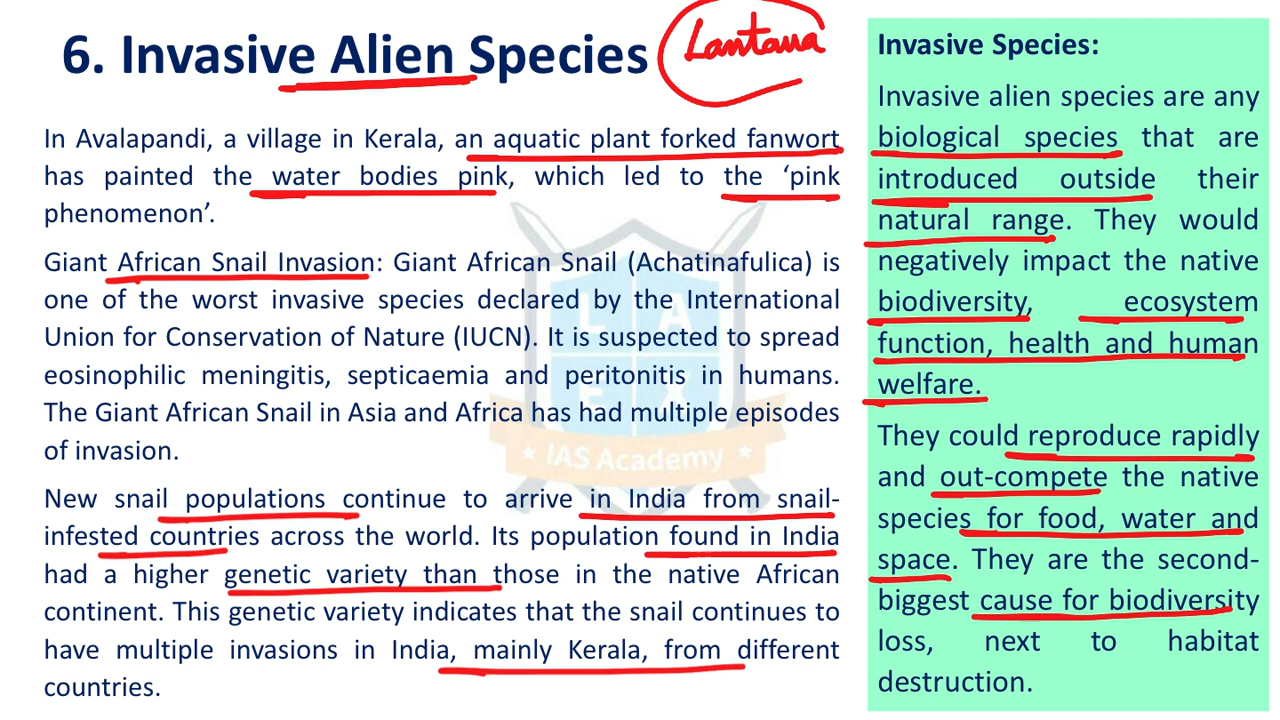 6. Invasive Alien Species
Lantana
In Avalapandi, a village in Kerala, an aquatic plant forked fanwort
has painted the water bodies pink, which led to the ‘pink
phenomenon’.
Giant African Snail Invasion: Giant African Snail (Achatinafulica) is
one of the worst invasive species declared by the International
Union for Conservation of Nature (IUCN). It is suspected to spread
eosinophilic meningitis, septicaemia and peritonitis in humans.
The Giant African Snail in Asia and Africa has had multiple episodes
of invasion.
New snail populations continue to arrive in India from snail-
infested countries across the world. Its population found in India
had a higher genetic variety than those in the native African
continent. This genetic variety indicates that the snail continues to
have multiple invasions in India, mainly Kerala, from different
countries.
Invasive Species:
Invasive alien species are any
biological species that are
introduced outside their
natural range. They would
negatively impact the native
biodiversity, ecosystem
function, health and human
welfare.
They could reproduce rapidly
and out-compete the native
species for food, water and
space. They are the second-
biggest cause for biodiversity
loss, next to habitat
destruction.
L A
E X
IAS Academy